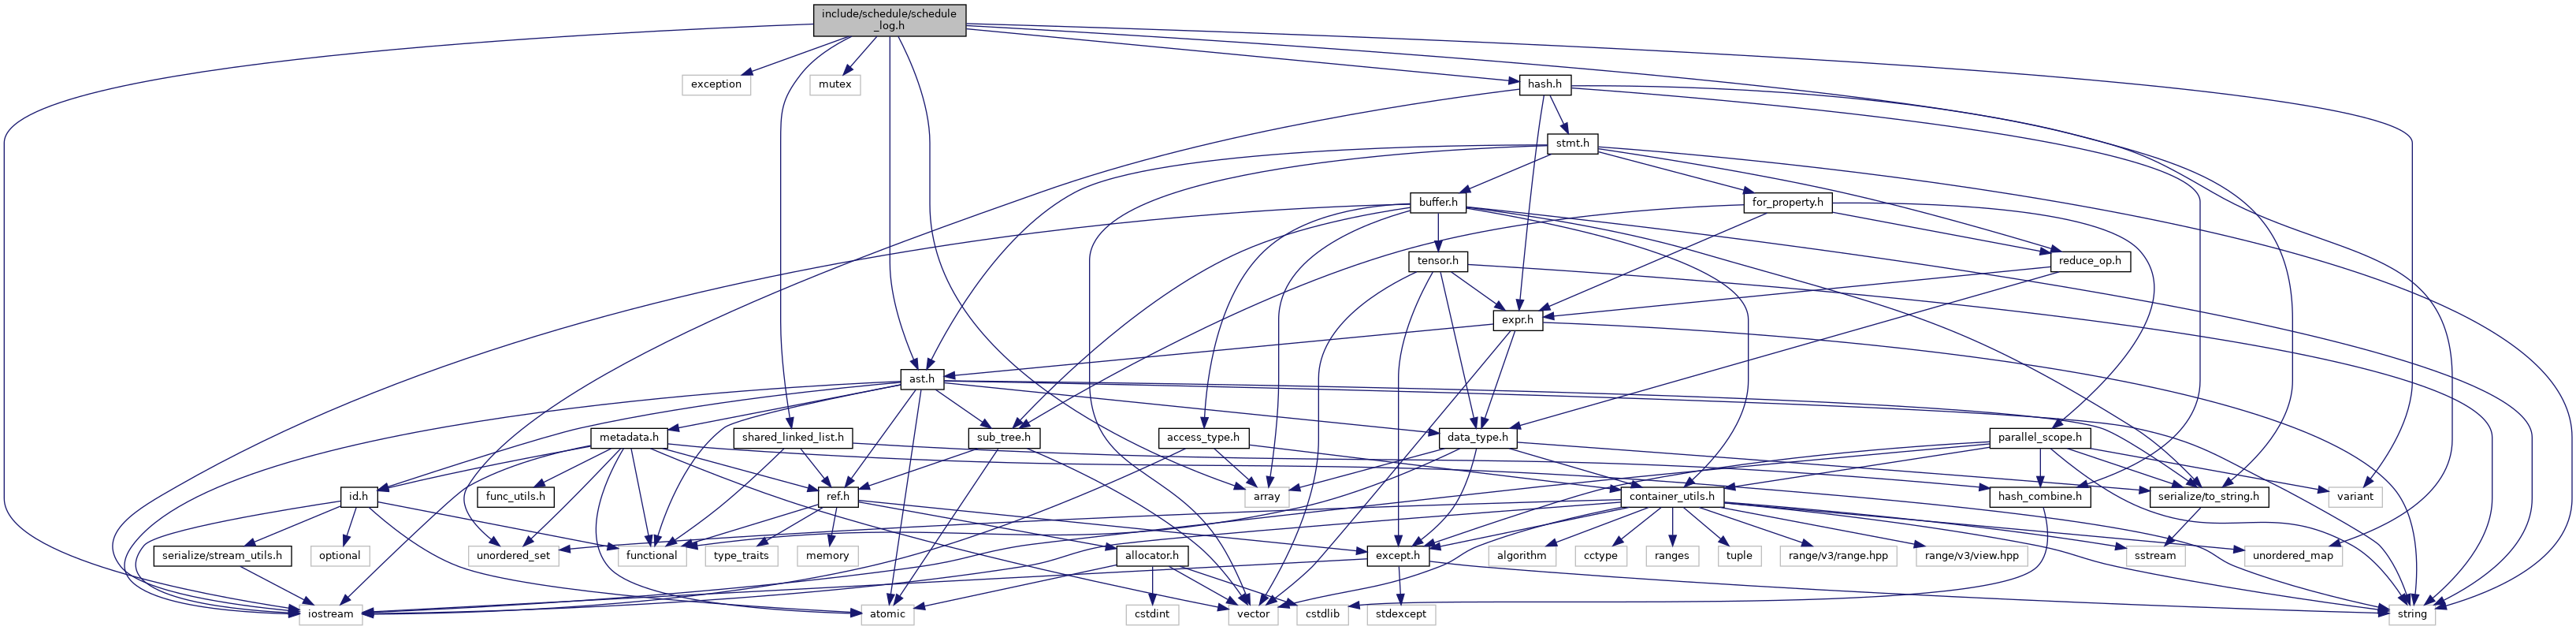 include/schedule/schedule
_log.h
exception
mutex
hash.h
stmt.h
buffer.h
for_property.h
tensor.h
reduce_op.h
expr.h
ast.h
metadata.h
shared_linked_list.h
sub_tree.h
access_type.h
data_type.h
parallel_scope.h
id.h
func_utils.h
ref.h
array
container_utils.h
hash_combine.h
serialize/to_string.h
variant
serialize/stream_utils.h
optional
unordered_set
functional
type_traits
memory
allocator.h
except.h
algorithm
cctype
ranges
tuple
range/v3/range.hpp
range/v3/view.hpp
sstream
unordered_map
iostream
atomic
cstdint
vector
cstdlib
stdexcept
string